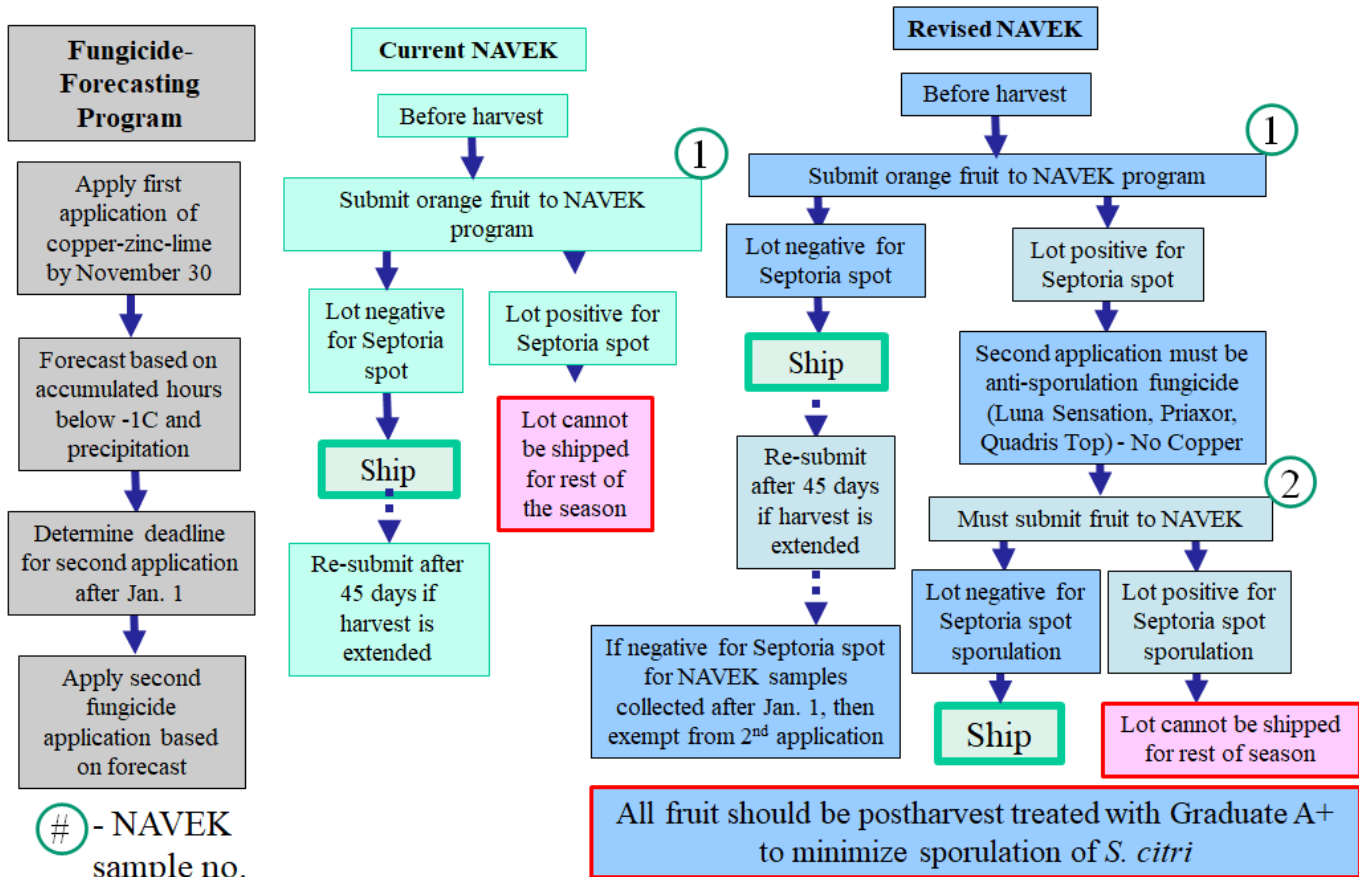 Fungicide-
Forecasting
Program
Apply first
application of
copper-zinc-lime
by November 30
Forecast based on
accumulated hours
below -1C and
precipitation
Determine deadline
for second application
after Jan. 1
Apply second
fungicide
application based
on forecast
# - NAVEK
sample no.
Current NAVEK
Before harvest
1
Submit orange fruit to NAVEK
program
Lot negative
for Septoria
spot
Ship
Re-submit after
45 days if
harvest is
extended
Lot positive for
Septoria spot
Lot cannot
be shipped
for rest of
the season
Revised NAVEK
Before harvest
1
Submit orange fruit to NAVEK program
Lot negative for
Septoria spot
Ship
Re-submit
after 45 days
if harvest is
extended
If negative for Septoria spot
for NAVEK samples
collected after Jan. 1, then
exempt from 2nd application
Lot positive for
Septoria spot
Second application must be
anti-sporulation fungicide
(Luna Sensation, Priaxor,
Quadris Top) - No Copper
2
Must submit fruit to NAVEK
Lot negative for
Septoria spot
sporulation
Ship
Lot positive for
Septoria spot
sporulation
Lot cannot be shipped
for rest of season
All fruit should be postharvest treated with Graduate A+
to minimize sporulation of S. citri